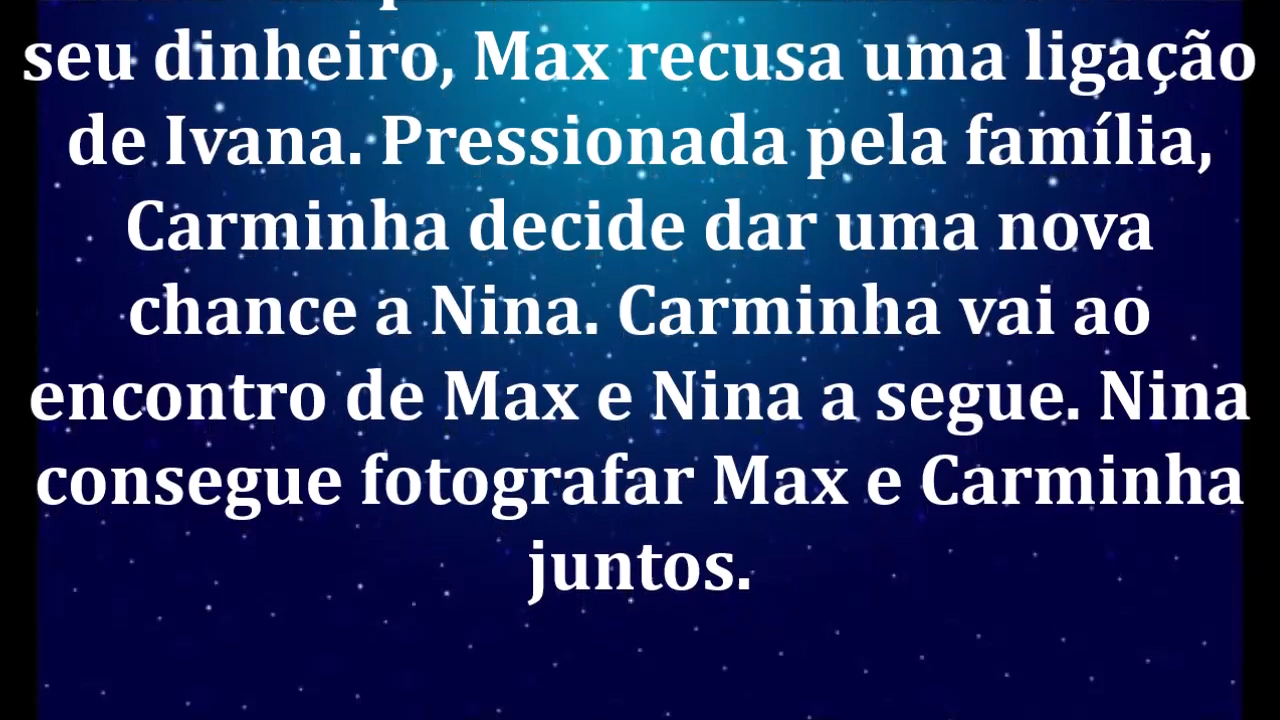 seu dinheiro, Max recusa uma ligação
de Ivana. Pressionada pela família,
Carminha decide dar uma nova
chance a Nina. Carminha vai ao
encontro de Max e Nina a segue. Nina
consegue fotografar Max e Carminha
juntos.